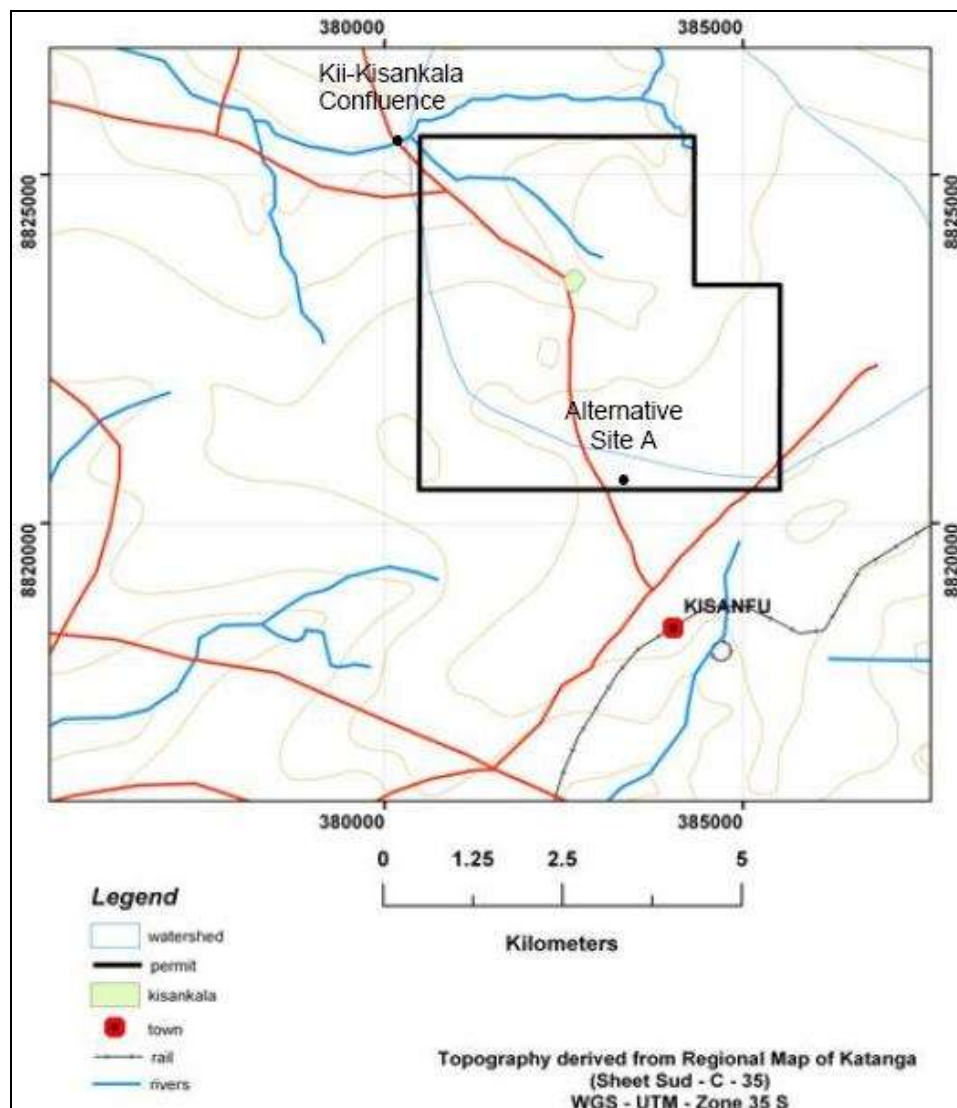 380000
385000
Kii-Kisankala
Confluence
8825000
8825000
Alternative
Site A
8820000
8820000
KISANFU
380000
385000
0
1.25
2.5
5
Kilometers
Legend
watershed
permit
kisankala
town
rail
rivers
Topography derived from Regional Map of Katanga
(Sheet Sud - C - 35)
WGS - UTM - Zone 35 S